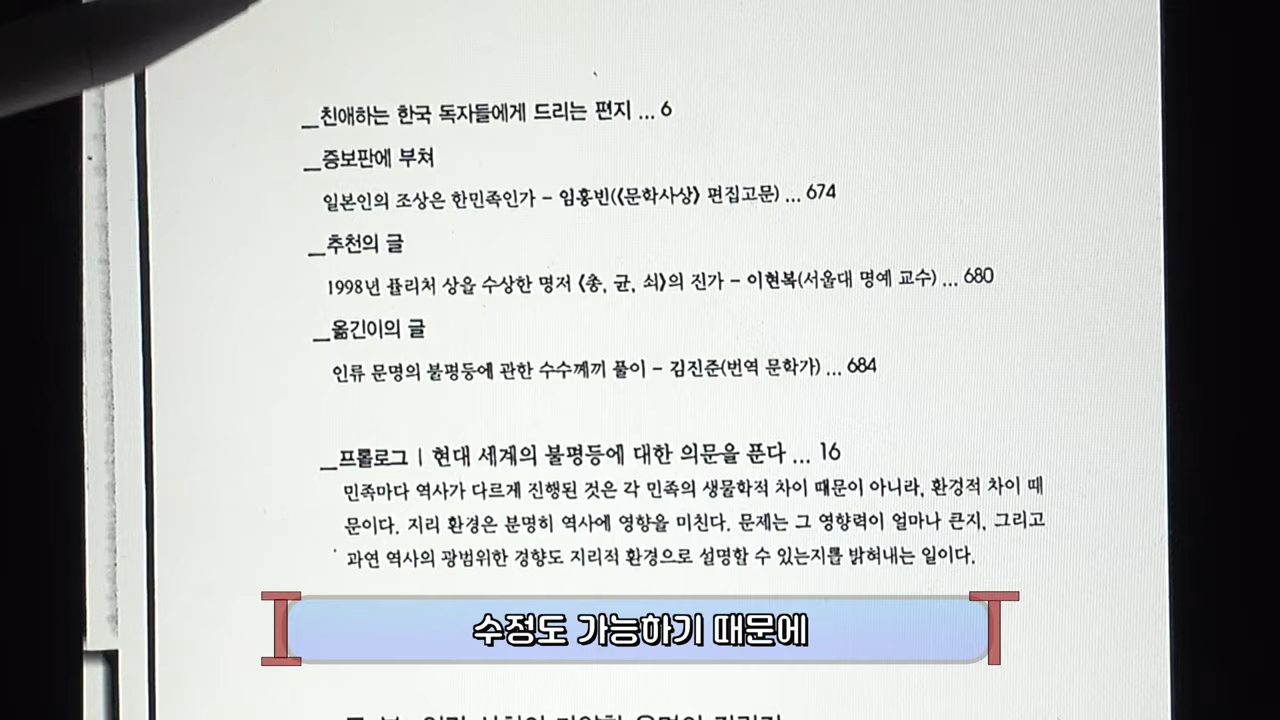 _친애하는 한국 독자들에게 드리는 편지 ... 6
_증보판에 부쳐
일본인의 조상은 한민족인가 - 임홍빈(《문학사상》 편집고문) ... 674
_추천의 글
1998년 퓰리처 상을 수상한 명저 《총, 균, 쇠》의 진가 - 이현복(서울대 명예 교수) ... 680
_옮긴이의 글
인류 문명의 불평등에 관한 수수께끼 풀이 - 김진준(번역 문학가) ... 684
_프롤로그 | 현대 세계의 불평등에 대한 의문을 푼다 ... 16
민족마다 역사가 다르게 진행된 것은 각 민족의 생물학적 차이 때문이 아니라, 환경적 차이 때
문이다. 지리 환경은 분명히 역사에 영향을 미친다. 문제는 그 영향력이 얼마나 큰지, 그리고
과연 역사의 광범위한 경향도 지리적 환경으로 설명할 수 있는지를 밝혀내는 일이다.
수정도 가능하기 때문에